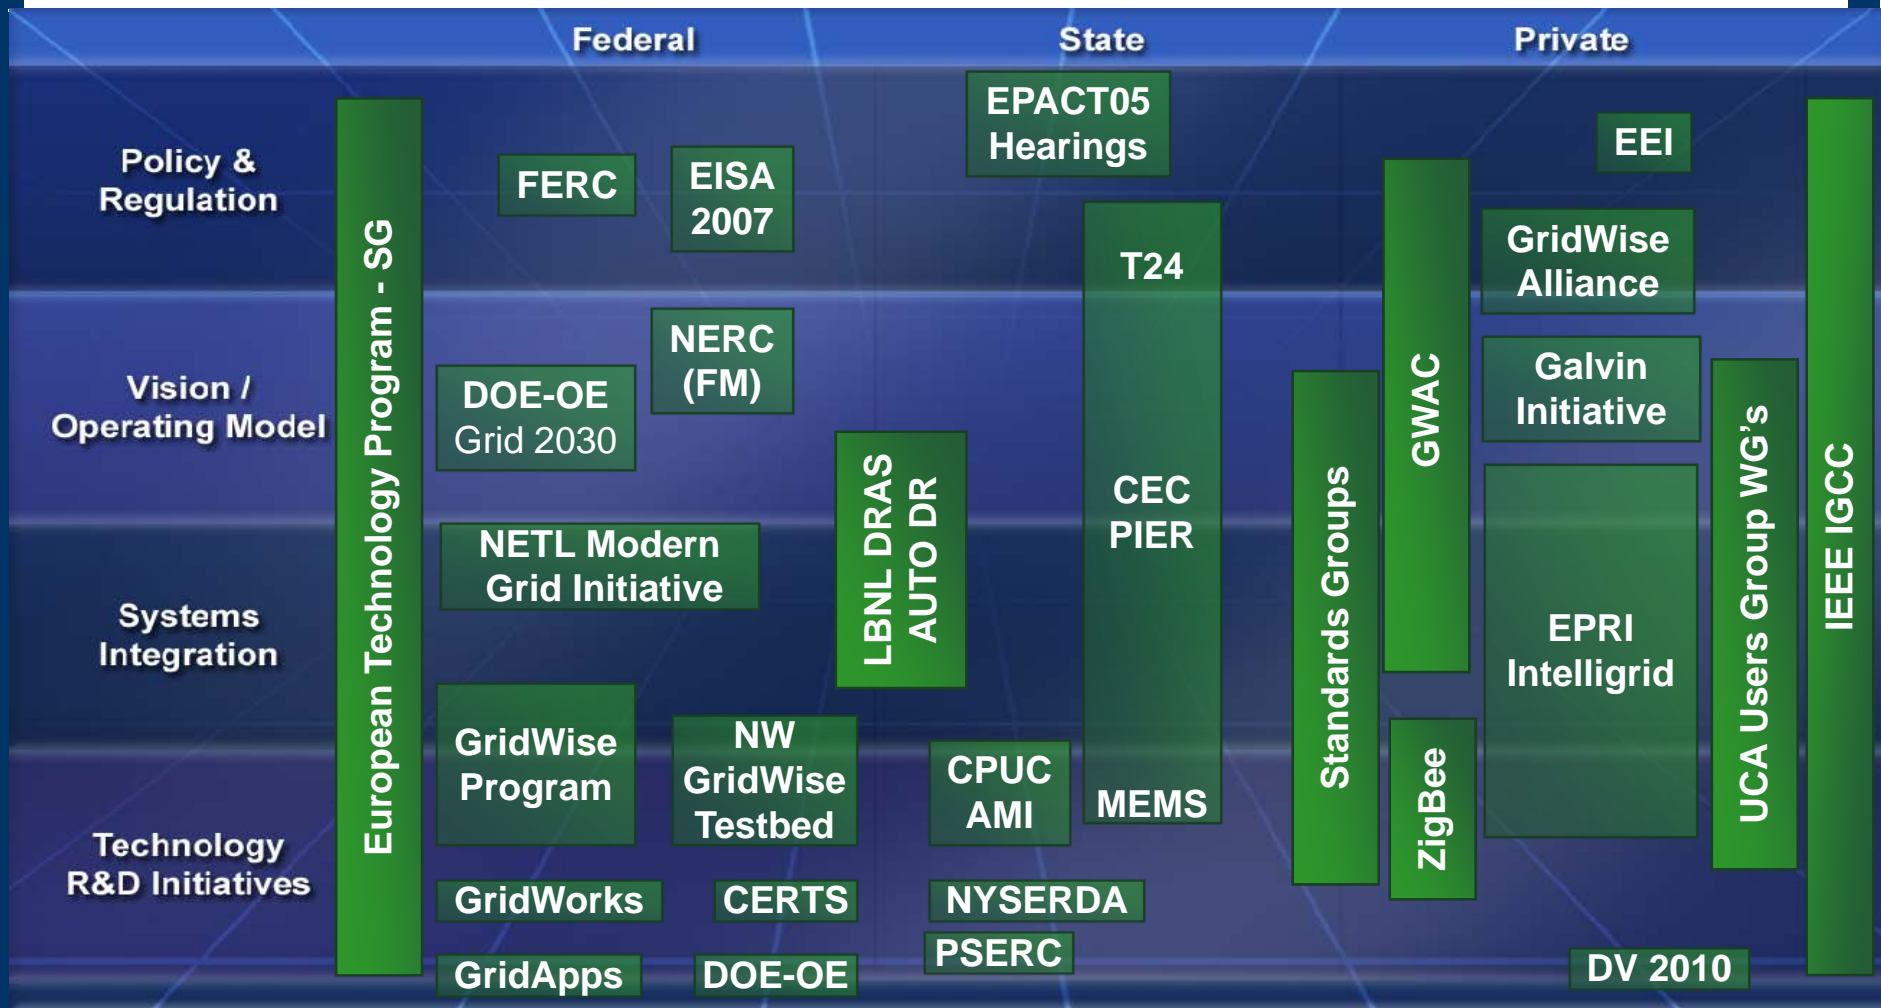 Federal
State
Private
Policy &
Regulation
Vision /
Operating Model
Systems
Integration
Technology
R&D Initiatives
European Technology Program - SG
FERC
EISA
2007
NERC
(FM)
DOE-OE
Grid 2030
NETL Modern
Grid Initiative
LBNL DRAS
AUTO DR
GridWise
Program
NW
GridWise
Testbed
GridWorks
CERTS
GridApps
DOE-OE
EPACT05
Hearings
T24
CEC
PIER
MEMS
CPUC
AMI
NYSERDA
PSERC
Standards Groups
GWAC
ZigBee
EEI
GridWise
Alliance
Galvin
Initiative
EPRI
Intelligrid
UCA Users Group WG's
IEEE IGCC
DV 2010